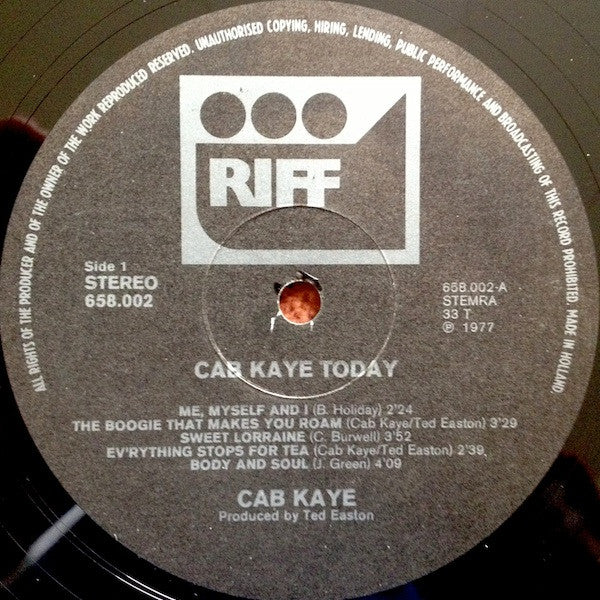 ALL RIGHTS OF THE PRODUCER AND OF THE OWNER OF THE WORK REPRODUCED RESERVED. UNAUTHORISED COPYING, HIRING, LENDING, PUBLIC PERFORMANCE AND BROADCASTING OF THIS RECORD PROHIBITED. MADE IN HOLLAND.
RIFF
Side 1
STEREO
658.002
658.002-A
STEMRA
33 T
℗ 1977
CAB KAYE TODAY
ME, MYSELF AND I (B. Holiday) 2'24
THE BOOGIE THAT MAKES YOU ROAM (Cab Kaye/Ted Easton) 3'29
SWEET LORRAINE (C. Burwell) 3'52
EV'RYTHING STOPS FOR TEA (Cab Kaye/Ted Easton) 2'39
BODY AND SOUL (J. Green) 4'09
CAB KAYE
Produced by Ted Easton